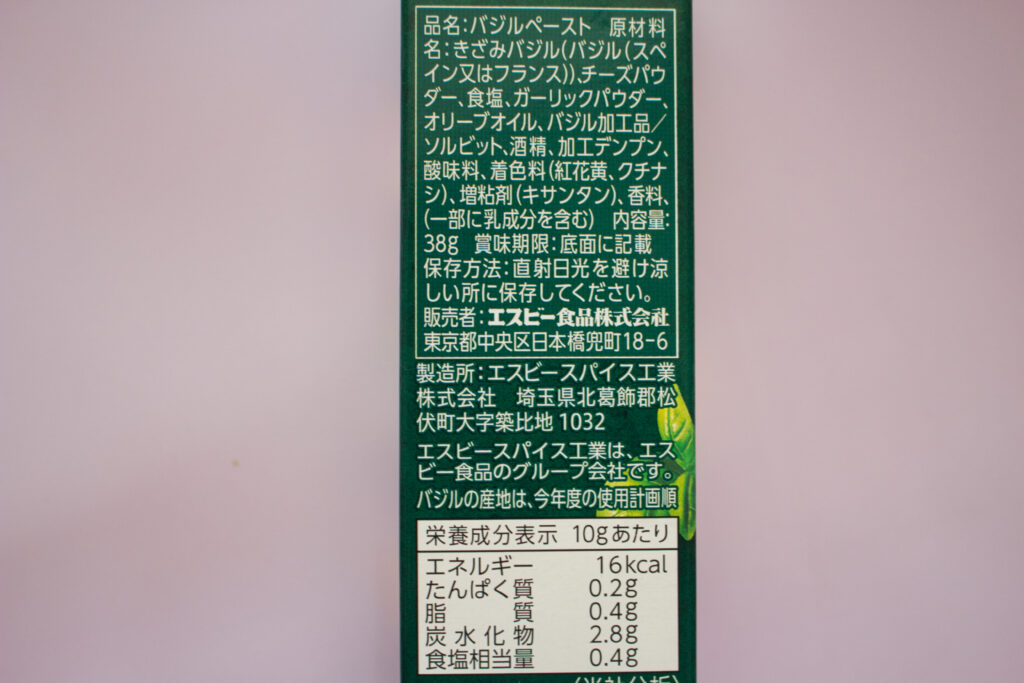 品名：バジルペースト　原材料
名：きざみバジル（バジル（スペ
イン又はフランス））、チーズパウ
ダー、食塩、ガーリックパウダー、
オリーブオイル、バジル加工品／
ソルビット、酒精、加工デンプン、
酸味料、着色料（紅花黄、クチナ
シ）、増粘剤（キサンタン）、香料、
（一部に乳成分を含む）　内容量：
38g　賞味期限：底面に記載
保存方法：直射日光を避け涼
しい所に保存してください。
販売者：エスビー食品株式会社
東京都中央区日本橋兜町18-6
製造所：エスビースパイス工業
株式会社　埼玉県北葛飾郡松
伏町大字築比地1032
エスビースパイス工業は、エス
ビー食品のグループ会社です。
バジルの産地は、今年度の使用計画順
栄養成分表示　10gあたり
エネルギー　16kcal
たんぱく質　0.2g
脂質　0.4g
炭水化物　2.8g
食塩相当量　0.4g